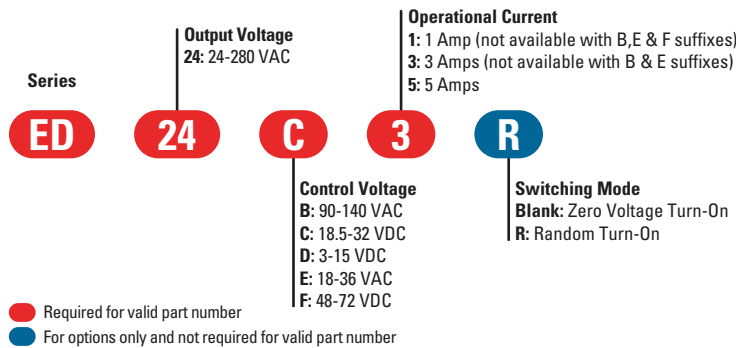 Operational Current
1: 1 Amp (not available with B,E & F suffixes)
3: 3 Amps (not available with B & E suffixes)
5: 5 Amps
Output Voltage
24: 24-280 VAC
Series
ED
24
C
3
R
Control Voltage
B: 90-140 VAC
C: 18.5-32 VDC
D: 3-15 VDC
E: 18-36 VAC
F: 48-72 VDC
Switching Mode
Blank: Zero Voltage Turn-On
R: Random Turn-On
Required for valid part number
For options only and not required for valid part number